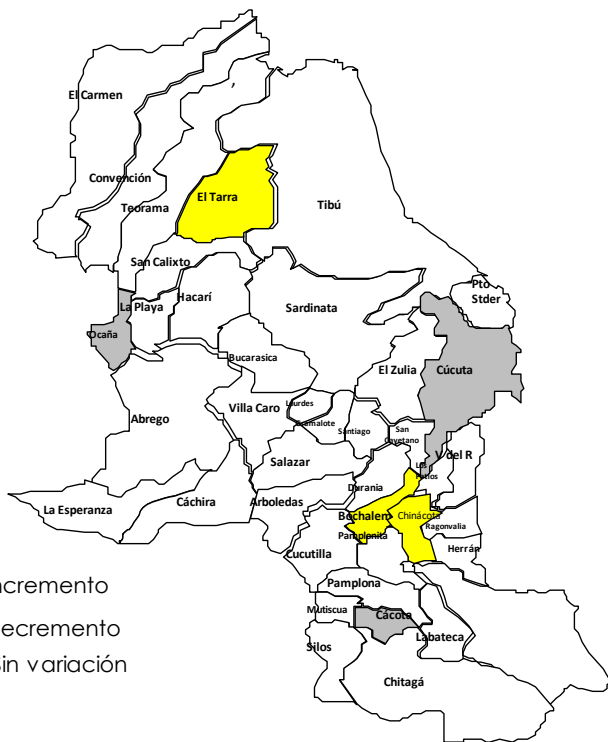 El Carmen
,
Convención
Teorama
El Tarra
Tibú
San Calixto
La Playa
Hacarí
Sardinata
Pto
Stder
Ocaña
Bucarasica
El Zulia
Cúcuta
Abrego
Villa Caro
Lourdes
Gramalote
Santiago
San
Cayetano
Salazar
Los
Patios
V del R
La Esperanza
Cáchira
Arboledas
Durania
Bochalema
Chinácota
Ragonvalia
Pamplonita
Herrán
Cucutilla
Pamplona
Mutiscua
Cácota
Labateca
Silos
Chitagá
ncremento
ecremento
in variación